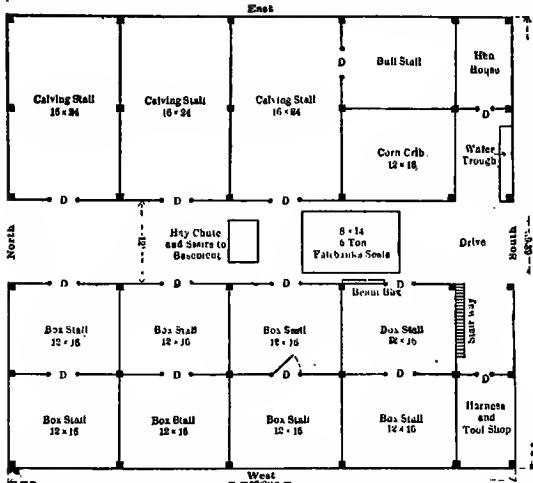 East
Calving Stall
16 × 24
Calving Stall
16 × 24
Calving Stall
16 × 24
D
Bull Stall
Hen
House
D
Corn Crib
12 × 16
Water
Trough
D
D
D
North
Hay Chute
and Stairs to
Basement
8 × 14
6 Ton
Fairbanks Scale
Drive
South
D
D
D
D
Beam Box
Box Stall
12 × 16
Box Stall
12 × 16
Box Stall
12 × 16
Box Stall
12 × 16
Stair way
D
D
D
D
D
Box Stall
12 × 16
Box Stall
12 × 16
Box Stall
12 × 16
Box Stall
12 × 16
Harness
and
Tool Shop
West